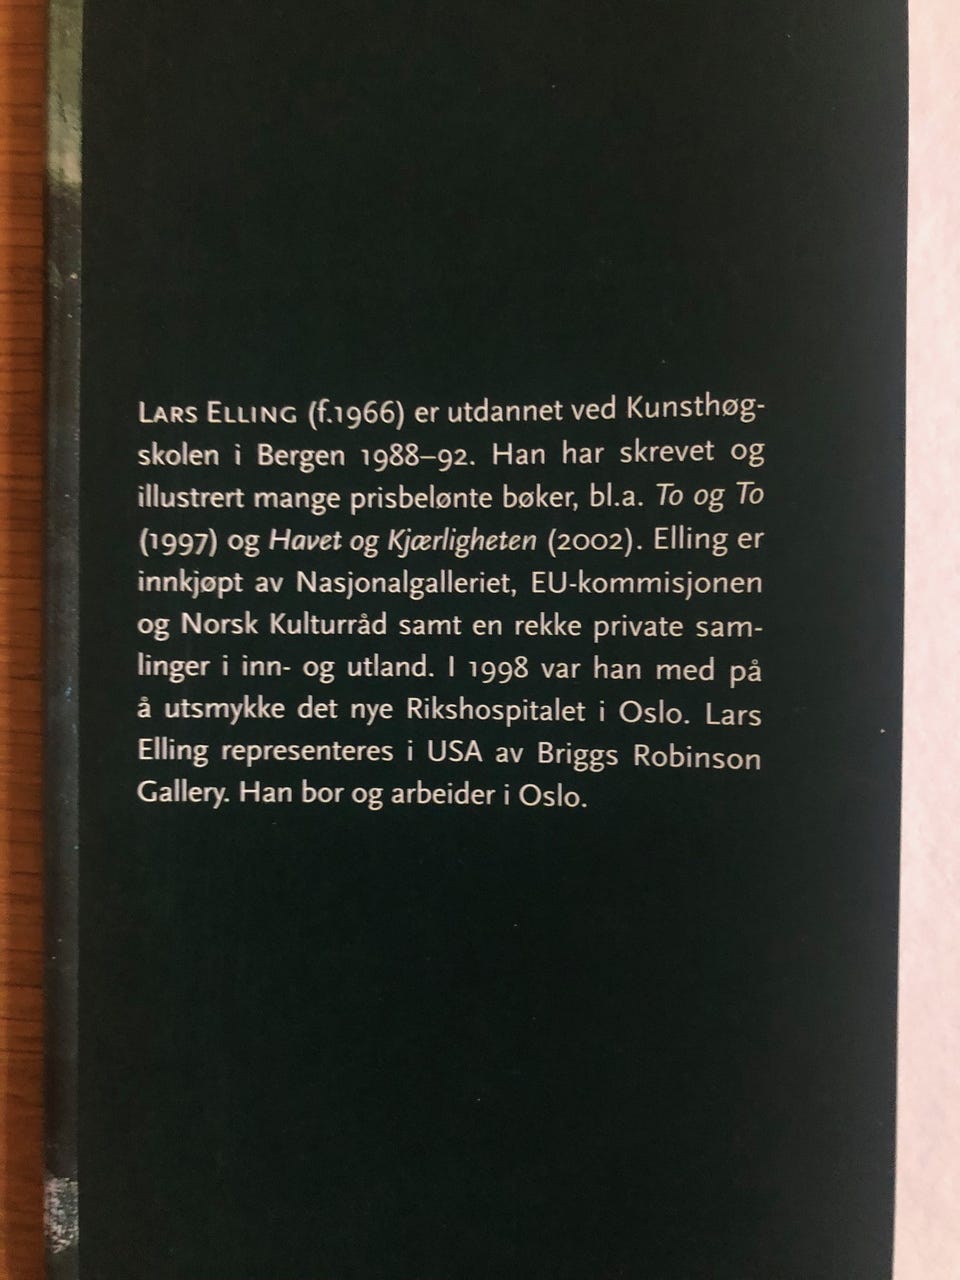 LARS ELLING (f.1966) er utdannet ved Kunsthøg-
skolen i Bergen 1988–92. Han har skrevet og
illustrert mange prisbelønte bøker, bl.a. To og To
(1997) og Havet og Kjærligheten (2002). Elling er
innkjøpt av Nasjonalgalleriet, EU-kommisjonen
og Norsk Kulturråd samt en rekke private sam-
linger i inn- og utland. I 1998 var han med på
å utsmykke det nye Rikshospitalet i Oslo. Lars
Elling representeres i USA av Briggs Robinson
Gallery. Han bor og arbeider i Oslo.